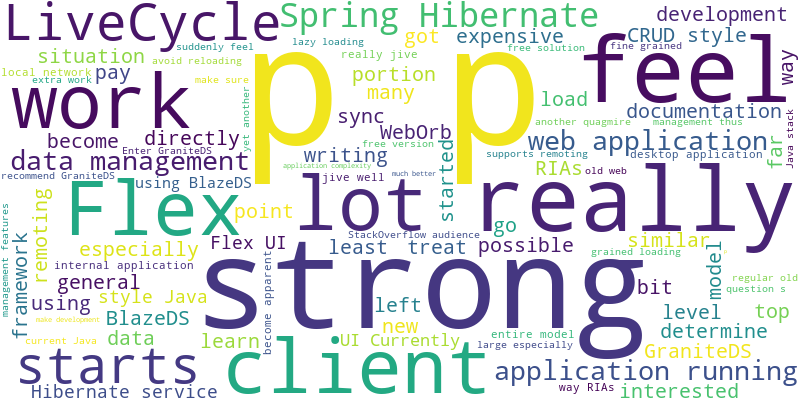 LiveCycle
Spring Hibernate
development
suddenly feel
lazy loading
got
expensive
CRUD style
situation
avoid reloading
really jive
free solution
fine grained
local network
pay
portion
feel
way
extra work
make sure
many
work
p p
load
documentation
yet another
sync
another quagmire
management thus
Java stack
become
directly
WebOrb
free version
web application
far
data management
Enter GraniteDS
writing
supports remoting
desktop application
application complexity
recommend GraniteDS
using BlazeDS
jive well
much better
started
RIAs
old web
Flex
lot
really
remoting
point
go
StackOverflow audience
management features
framework
especially
Flex UI
least
treat
possible
similar
grained loading
model
internal application
become apparent
strong
general
bit
regular old
using
style Java
left
level
top
question s
BlazeDS
new
determine
make development
data
learn
UI Currently
entire model
current Java
large especially
GraniteDS
starts
client
application running
Hibernate service
way RIAs
interested